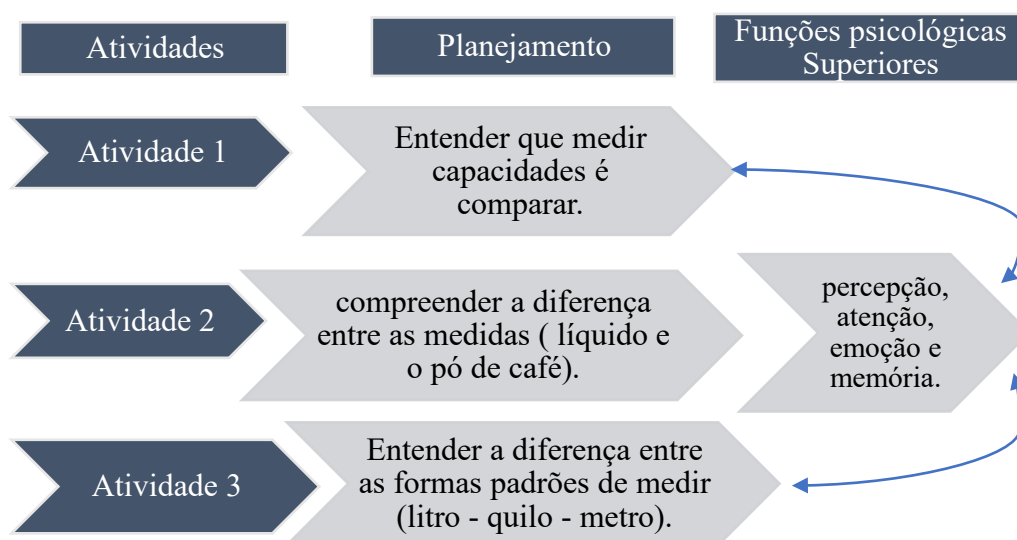 Atividades
Planejamento
Funções psicológicas
Superiores
Atividade 1
Entender que medir
capacidades é
comparar.
Atividade 2
compreender a diferença
entre as medidas ( líquido e
o pó de café).
percepção,
atenção,
emoção e
memória.
Atividade 3
Entender a diferença entre
as formas padrões de medir
(litro - quilo - metro).